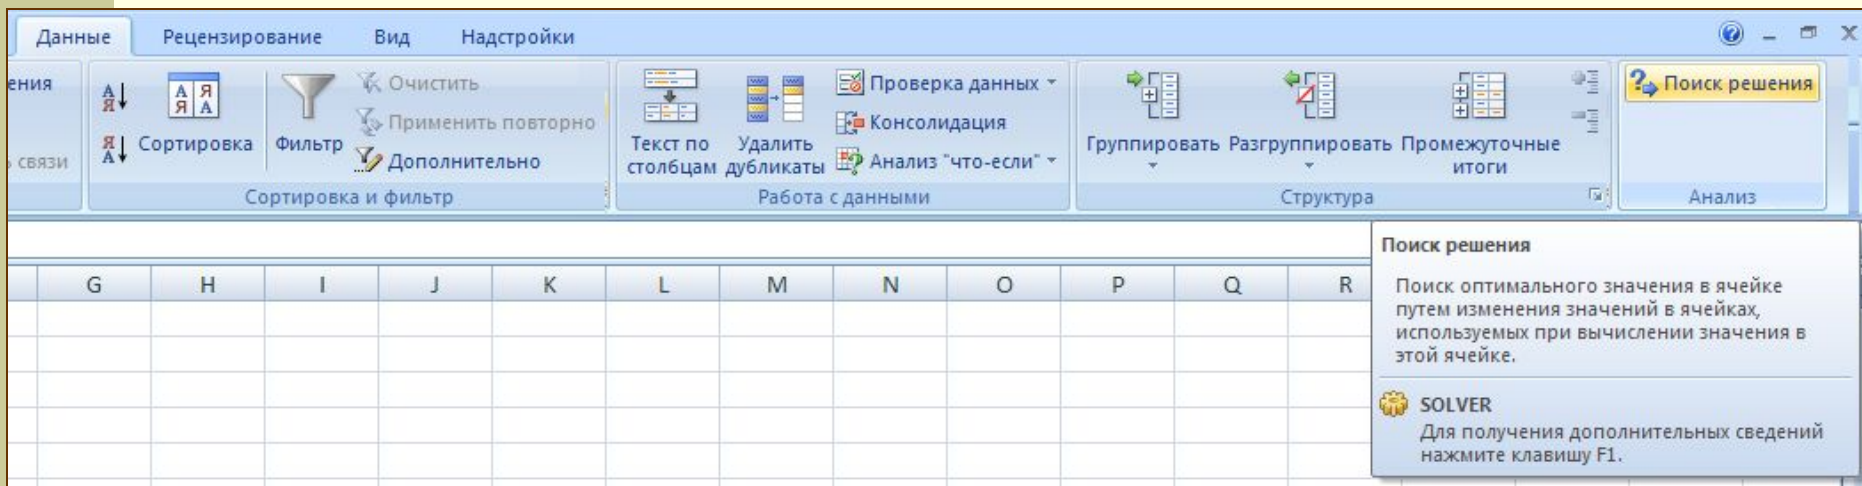 Данные Рецензирование Вид Надстройки
ения
связи
А
Я
Я
А
А Я
Я А
Сортировка
Фильтр
Очистить
Применить повторно
Дополнительно
Сортировка и фильтр
Текст по
столбцам
Удалить
дубликаты
Проверка данных
Консолидация
Анализ "что-если"
Работа с данными
Группировать
Разгруппировать
Промежуточные
итоги
Структура
Поиск решения
Анализ
G H I J K L M N O P Q R
Поиск решения
Поиск оптимального значения в ячейке
путем изменения значений в ячейках,
используемых при вычислении значения в
этой ячейке.
SOLVER
Для получения дополнительных сведений
нажмите клавишу F1.